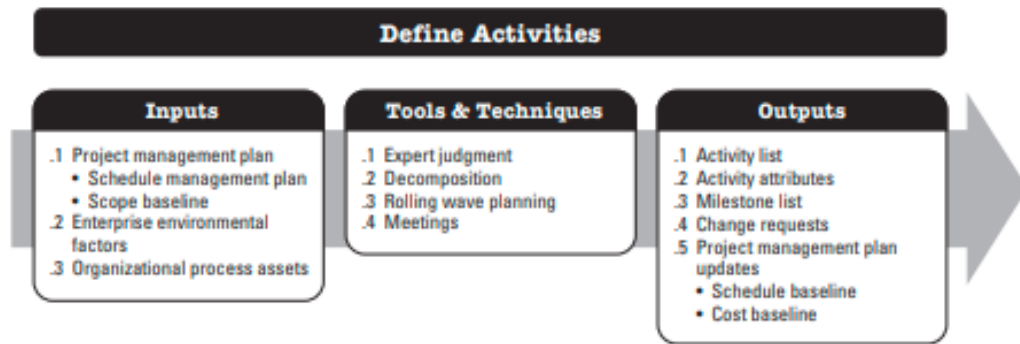 Define Activities
Inputs
.1 Project management plan
• Schedule management plan
• Scope baseline
.2 Enterprise environmental
factors
.3 Organizational process assets
Tools & Techniques
.1 Expert judgment
.2 Decomposition
.3 Rolling wave planning
.4 Meetings
Outputs
.1 Activity list
.2 Activity attributes
.3 Milestone list
.4 Change requests
.5 Project management plan
updates
• Schedule baseline
• Cost baseline